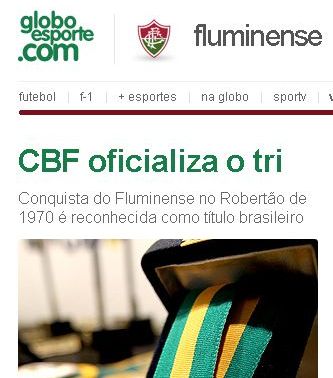 globo
esporte
.com
fluminense
futebol | f-1 | + esportes | na globo | sportv |
CBF oficializa o tri
Conquista do Fluminense no Robertão de
1970 é reconhecida como título brasileiro